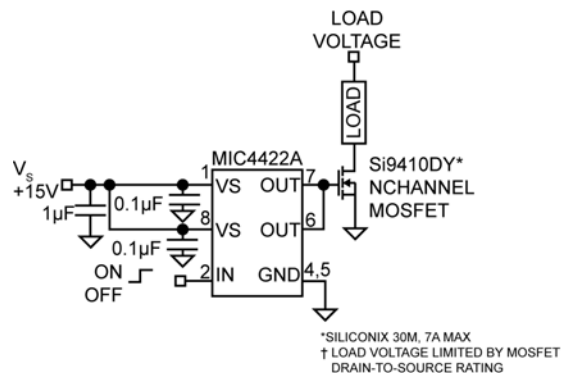 LOAD
VOLTAGE
LOAD
MIC4422A
Si9410DY*
NCHANNEL
MOSFET
VS
+15V
1µF
0.1µF
0.1µF
1
VS
OUT
7
8
VS
OUT
6
ON
OFF
2
IN
GND
4,5
*SILICONIX 30M, 7A MAX
† LOAD VOLTAGE LIMITED BY MOSFET
DRAIN-TO-SOURCE RATING